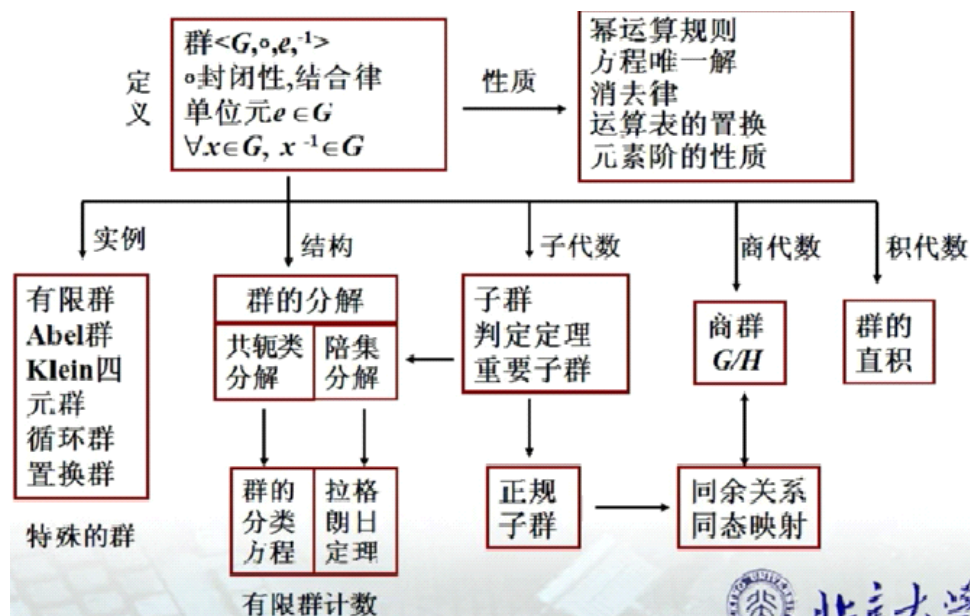 定
义
群<G,∘,e,⁻¹>
∘封闭性,结合律
单位元e∈G
∀x∈G, x⁻¹∈G
性质
幂运算规则
方程唯一解
消去律
运算表的置换
元素阶的性质
实例
结构
子代数
商代数
积代数
有限群
Abel群
Klein四
元群
循环群
置换群
特殊的群
群的分解
共轭类
分解
陪集
分解
子群
判定定理
重要子群
商群
G/H
群的
直积
群的
分类
方程
拉格
朗日
定理
有限群计数
正规
子群
同余关系
同态映射
北京大学